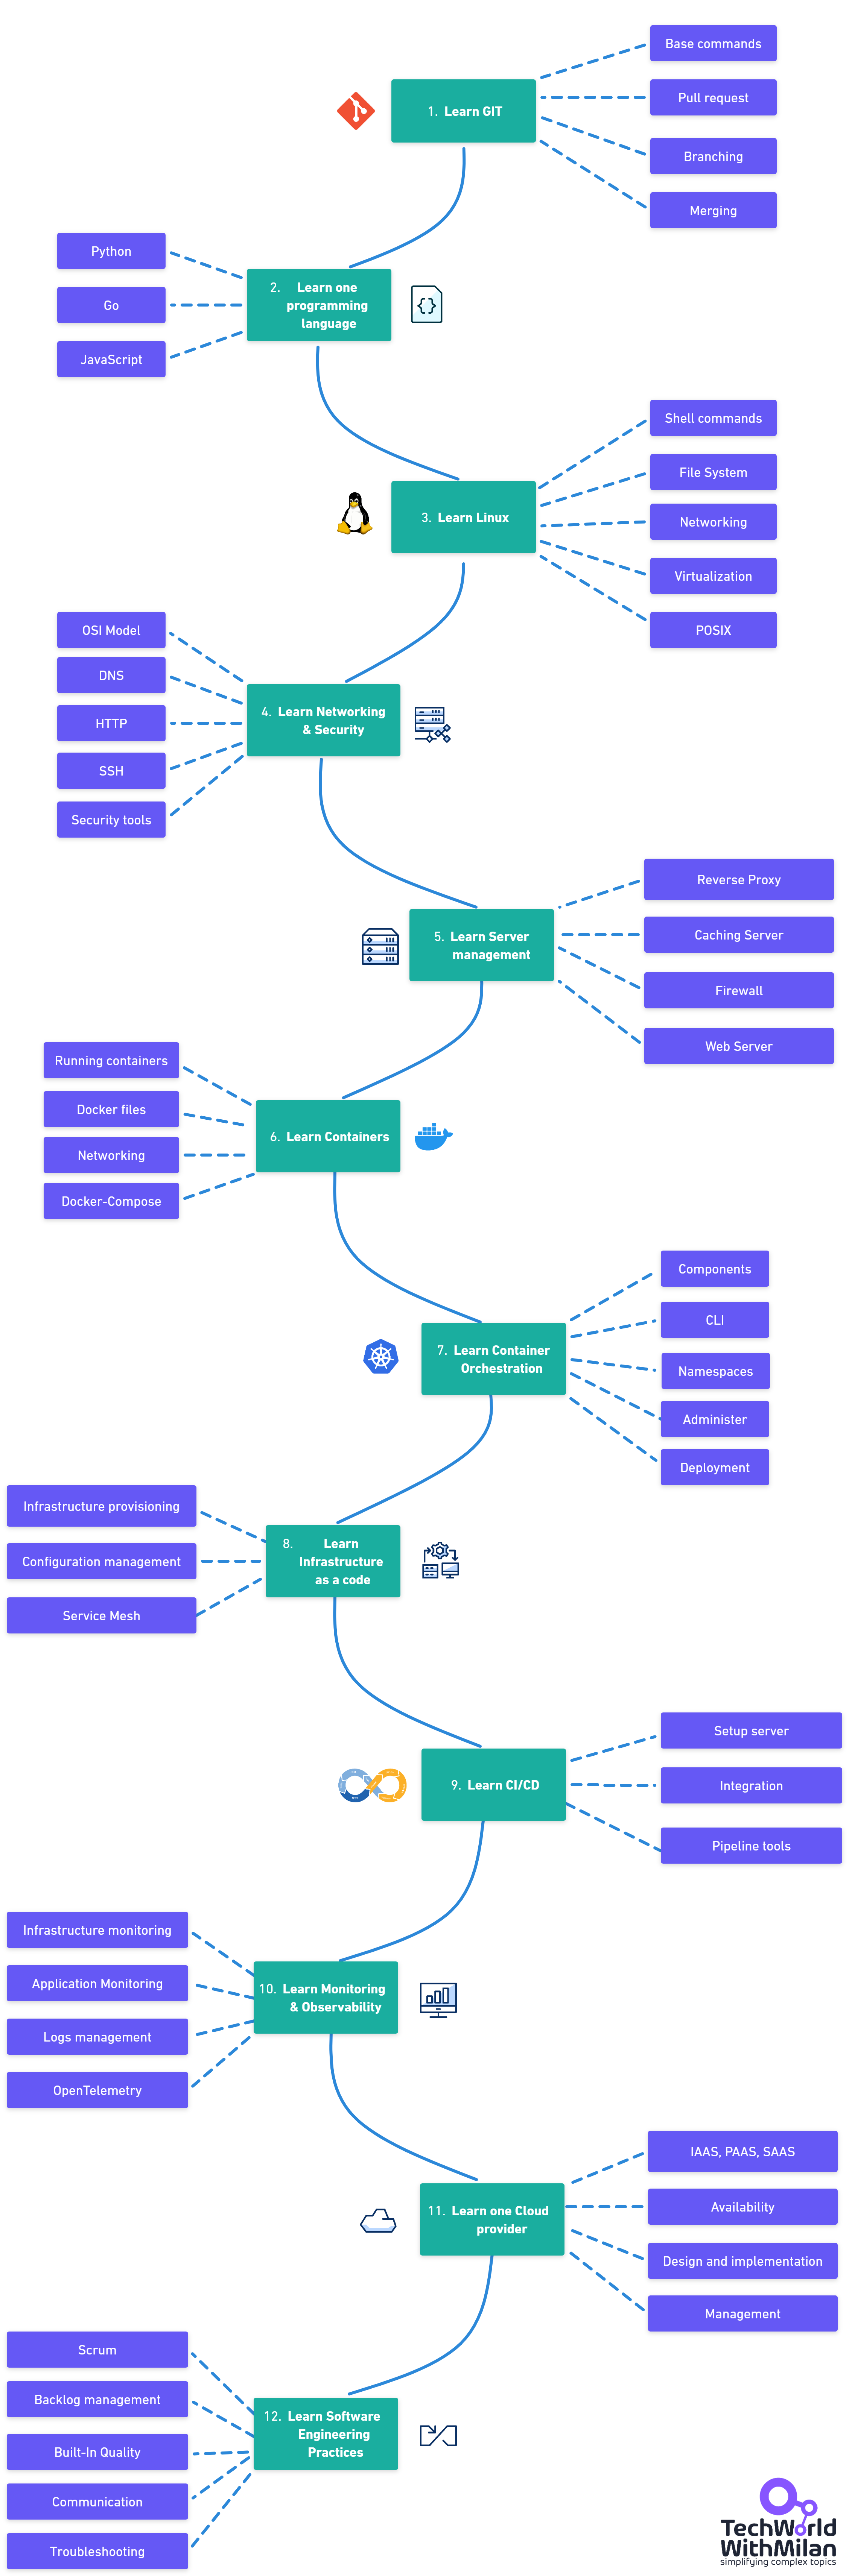 Base commands
1. Learn GIT
Pull request
Branching
Merging
Python
2. Learn one
programming
language
Go
JavaScript
Shell commands
File System
3. Learn Linux
Networking
Virtualization
POSIX
OSI Model
DNS
4. Learn Networking
& Security
HTTP
SSH
Security tools
Reverse Proxy
5. Learn Server
management
Caching Server
Firewall
Web Server
Running containers
Docker files
6. Learn Containers
Networking
Docker-Compose
Components
CLI
7. Learn Container
Orchestration
Namespaces
Administer
Deployment
Infrastructure provisioning
8. Learn
Infrastructure
as a code
Configuration management
Service Mesh
Setup server
9. Learn CI/CD
Integration
Pipeline tools
Infrastructure monitoring
Application Monitoring
10. Learn Monitoring
& Observability
Logs management
OpenTelemetry
IAAS, PAAS, SAAS
Availability
11. Learn one Cloud
provider
Design and implementation
Management
Scrum
Backlog management
12. Learn Software
Engineering
Practices
Built-In Quality
Communication
Troubleshooting
TechWorld
WithMilan
simplifying complex topics